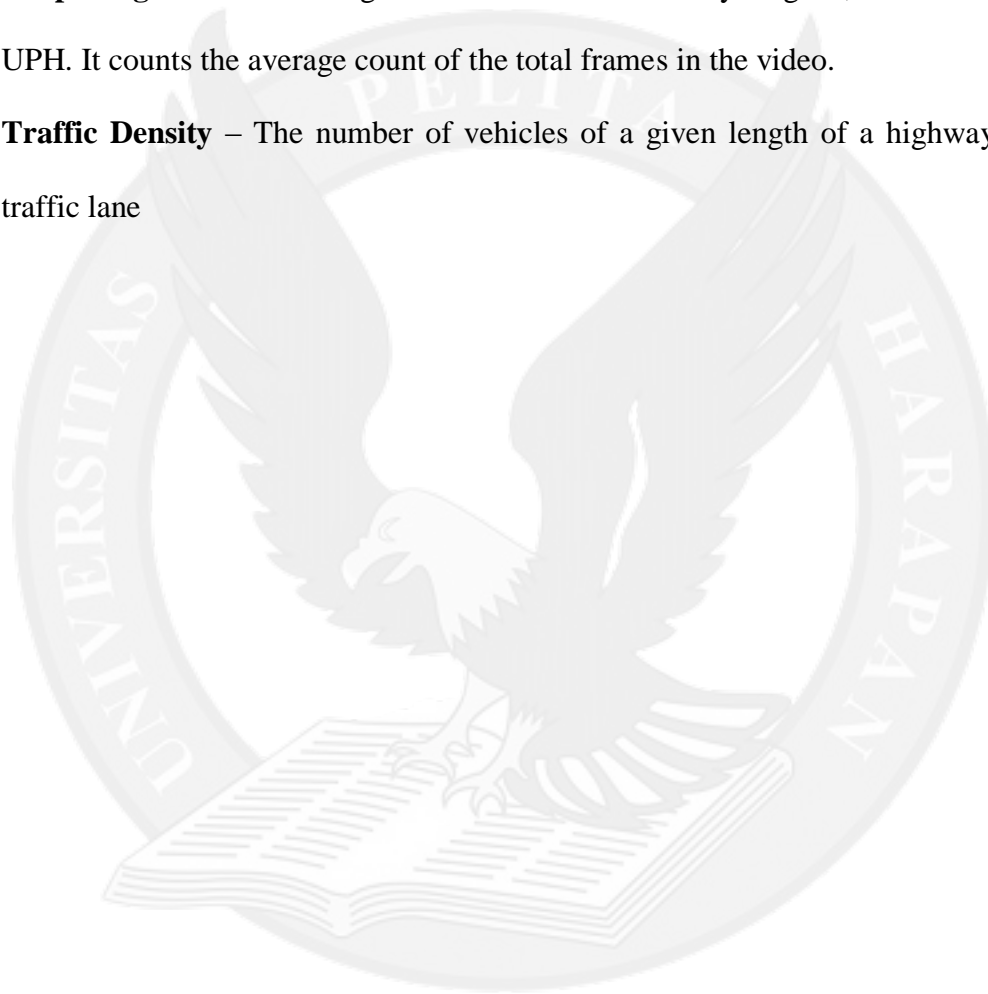 UPH. It counts the average count of the total frames in the video.
Traffic Density – The number of vehicles of a given length of a highway
traffic lane
UNIVERSITAS PELITA HARAPAN